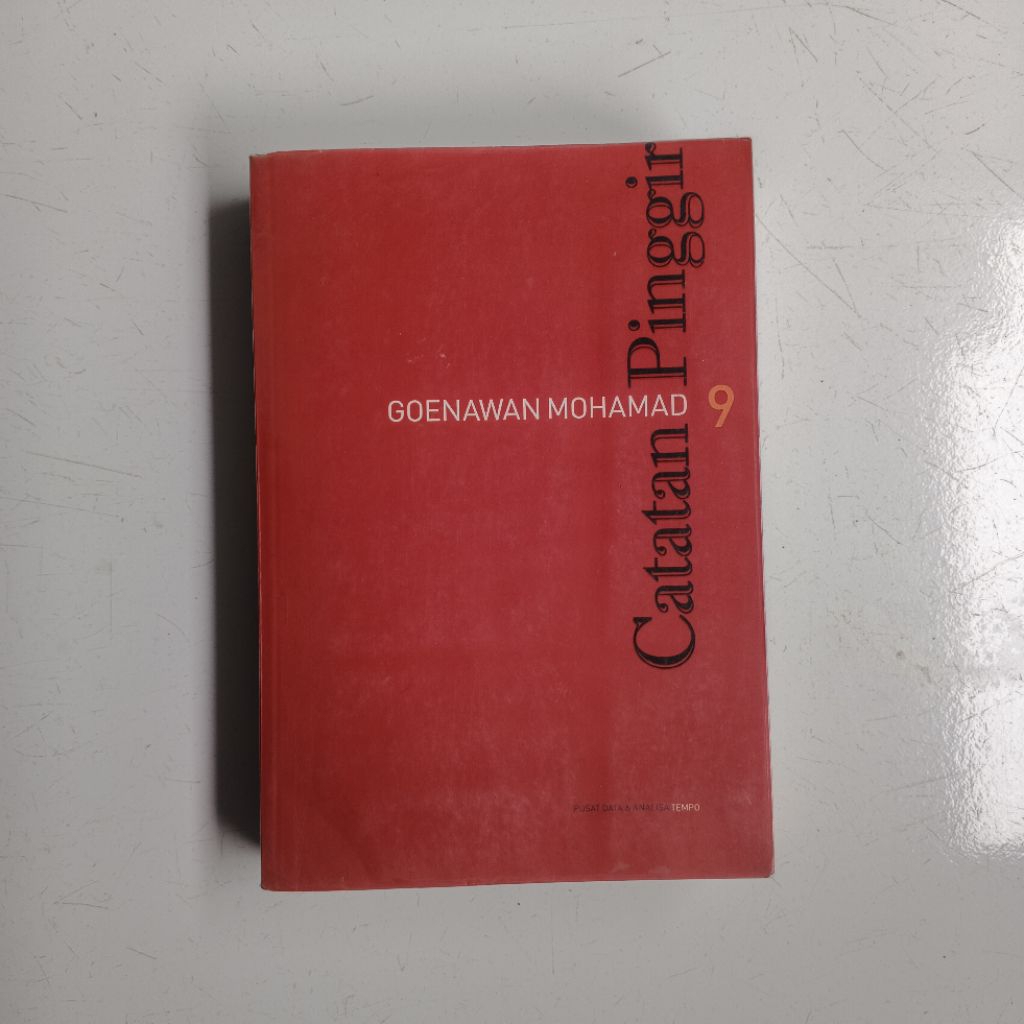 Catatan Pinggir
GOENAWAN MOHAMAD 9
PUSAT DATA & ANALISA TEMPO